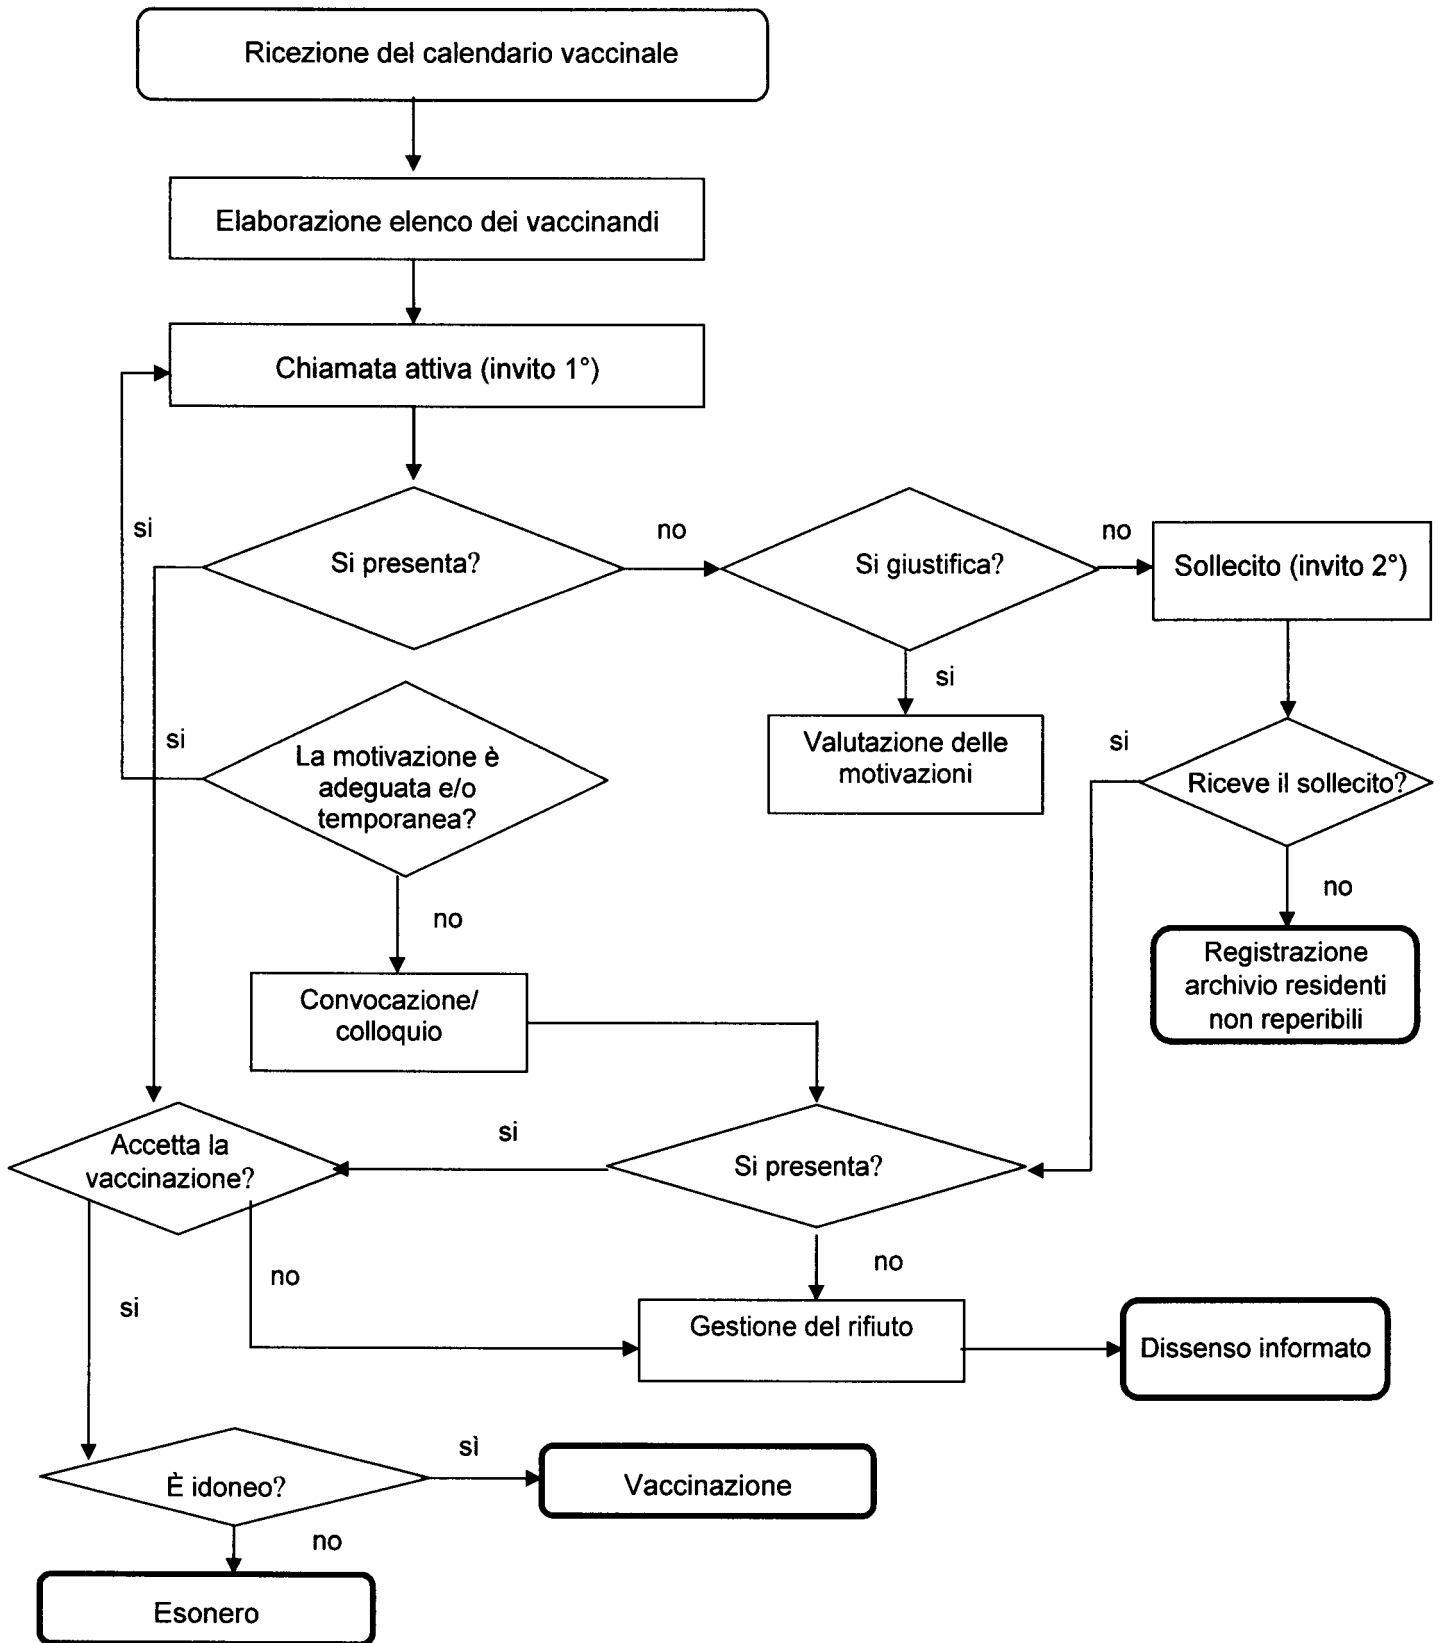 Ricezione del calendario vaccinale
Elaborazione elenco dei vaccinandi
Chiamata attiva (invito 1°)
si
Si presenta?
no
Si giustifica?
no
Sollecito (invito 2°)
si
si
La motivazione è
adeguata e/o
temporanea?
Valutazione delle
motivazioni
si
Riceve il sollecito?
no
no
Convocazione/
colloquio
Registrazione
archivio residenti
non reperibili
Accetta la
vaccinazione?
si
Si presenta?
no
no
si
Gestione del rifiuto
Dissenso informato
È idoneo?
sì
Vaccinazione
no
Esonero